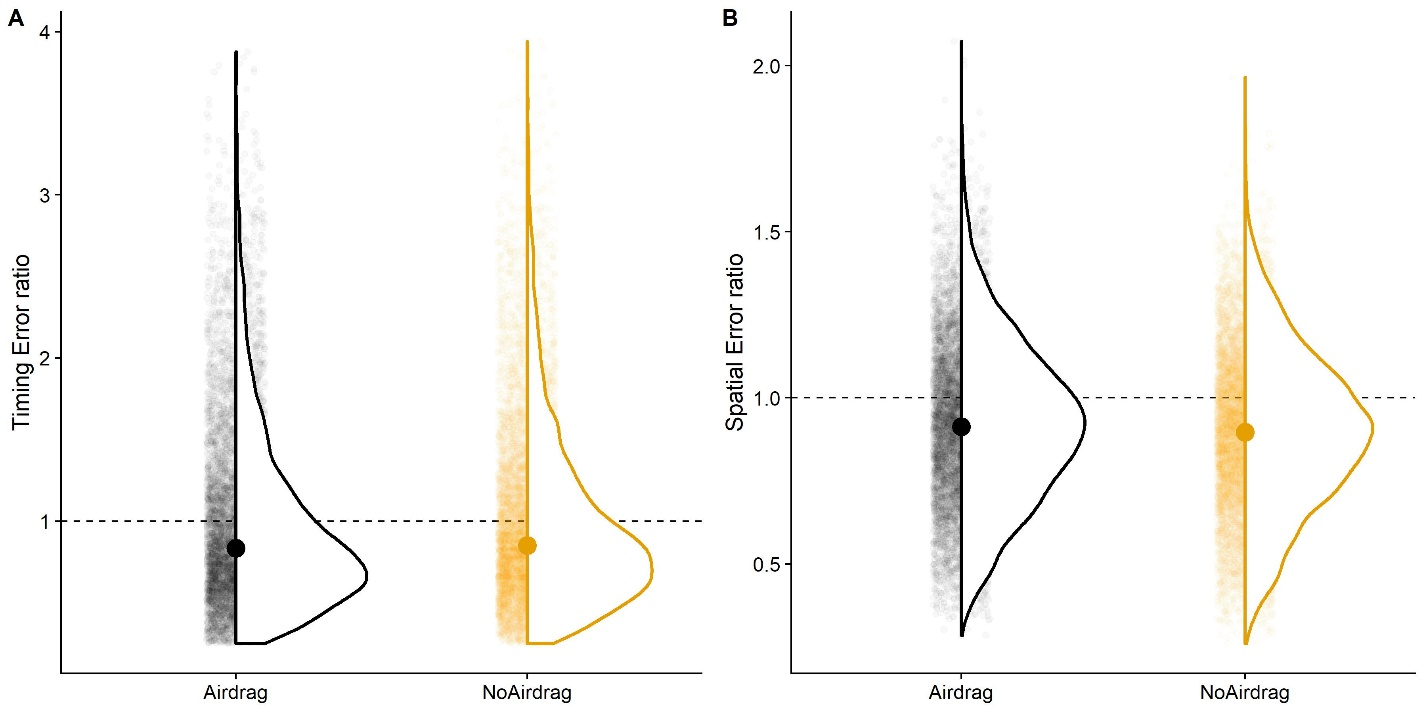 A
Timing Error ratio
4
3
2
1
Airdrag
NoAirdrag
B
Spatial Error ratio
2.0
1.5
1.0
0.5
Airdrag
NoAirdrag